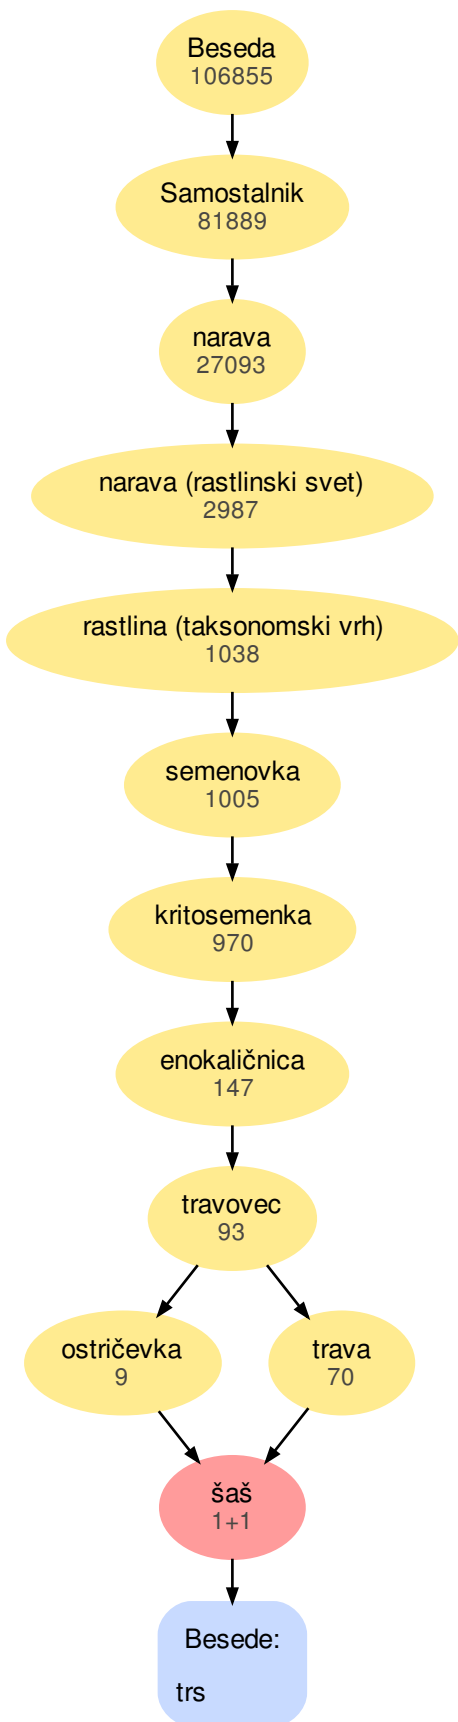 Beseda
106855
Samostalnik
81889
narava
27093
narava (rastlinski svet)
2987
rastlina (taksonomski vrh)
1038
semenovka
1005
kritosemenka
970
enokaličnica
147
travovec
93
ostričevka
9
trava
70
šaš
1+1
Besede:
trs